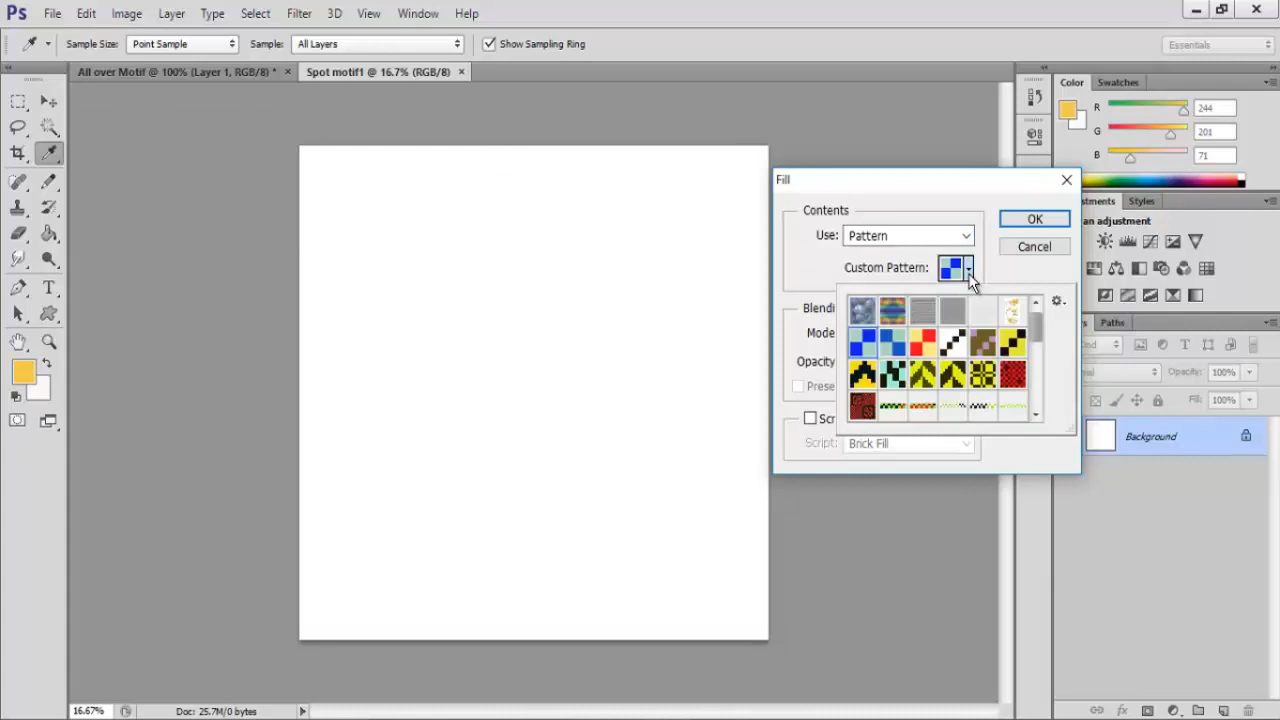 Ps File Edit Image Layer Type Select Filter 3D View Window Help
Sample Size: Point Sample Sample: All Layers Show Sampling Ring Essentials
All over Motif @ 100% (Layer 1, RGB/8) * × Spot motif1 @ 16.7% (RGB/8) ×
Color Swatches
R 244
G 201
B 71
Fill
Contents
OK
Use: Pattern
Cancel
Custom Pattern:
Blendi
Mode
Opacity
Prese
Scr
Script: Brick Fill
Styles
an adjustment
Paths
Opacity: 100%
Fill: 100%
Background
16.67% Doc: 25.7M/0 bytes